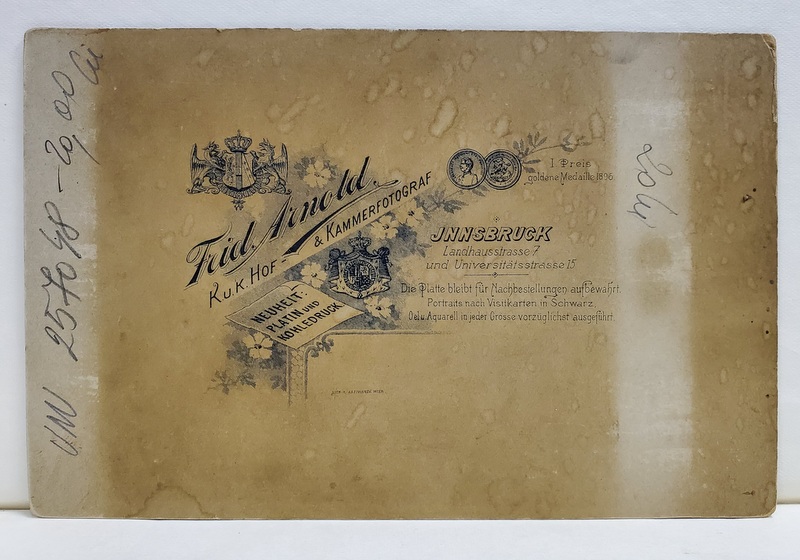 Frid. Arnold.
K.u.K. HOF & KAMMERFOTOGRAF
NEUHEIT:
PLATIN UND
KOHLEDRUCK
I. Preis
goldene Medaille 1896
JNNSBRUCK
Landhausstrasse 7
und Universitätsstrasse 15
Die Platte bleibt für Nachbestellungen aufbewahrt.
Portraits nach Visitkarten in Schwarz,
Oel u. Aquarell in jeder Grösse vorzüglichst ausgeführt.